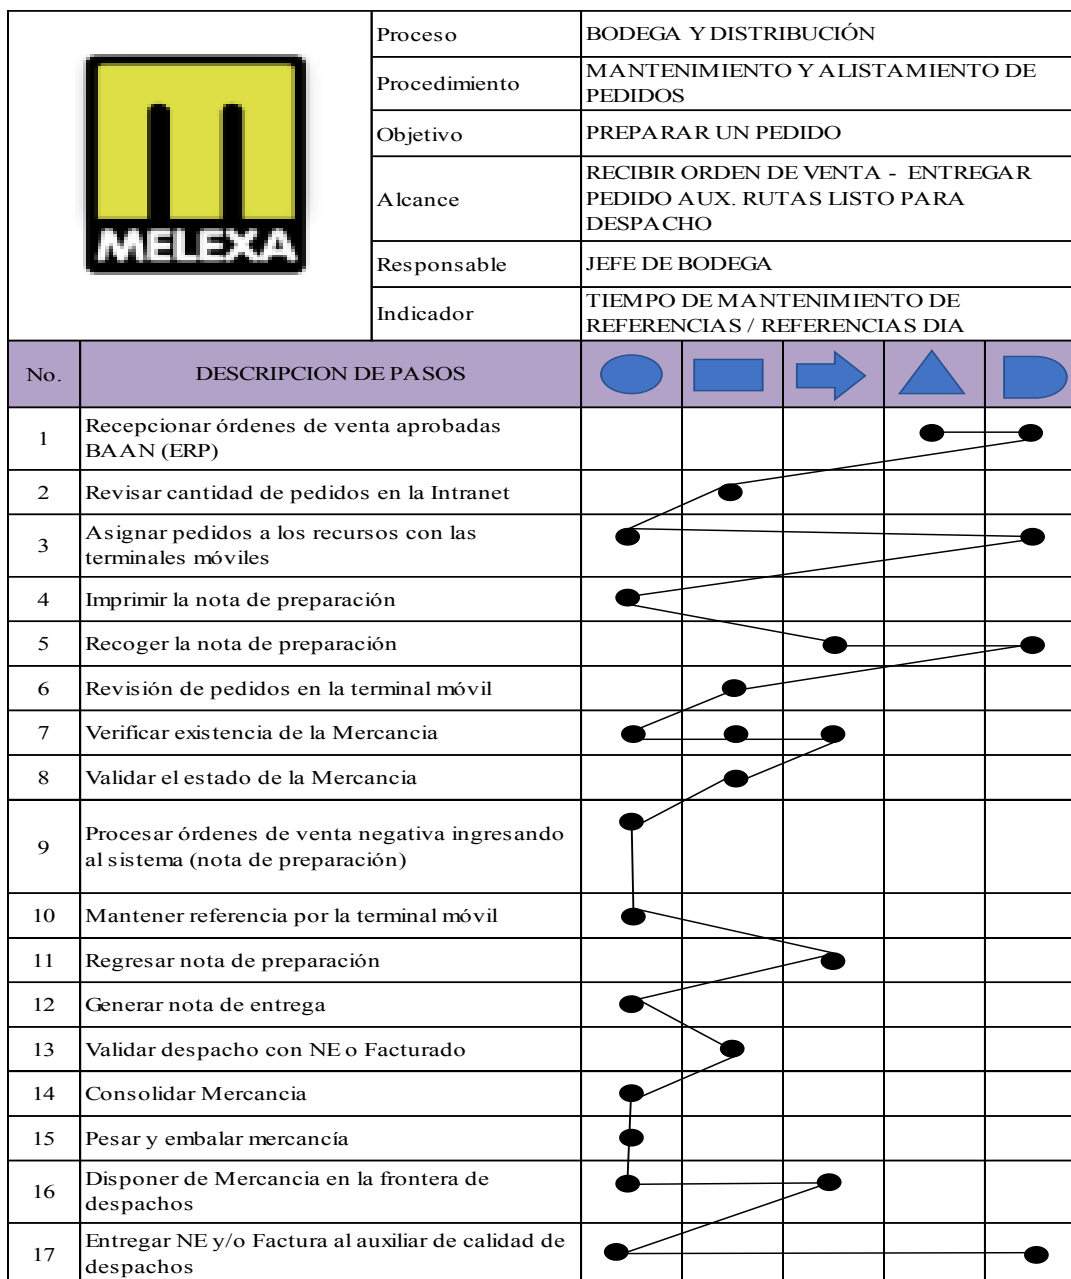 MELEXA
Proceso
BODEGA Y DISTRIBUCIÓN
Procedimiento
MANTENIMIENTO Y ALISTAMIENTO DE
PEDIDOS
Objetivo
PREPARAR UN PEDIDO
Alcance
RECIBIR ORDEN DE VENTA - ENTREGAR
PEDIDO AUX. RUTAS LISTO PARA
DESPACHO
Responsable
JEFE DE BODEGA
Indicador
TIEMPO DE MANTENIMIENTO DE
REFERENCIAS / REFERENCIAS DIA
No.
DESCRIPCION DE PASOS
1
Recepcionar órdenes de venta aprobadas
BAAN (ERP)
2
Revisar cantidad de pedidos en la Intranet
3
Asignar pedidos a los recursos con las
terminales móviles
4
Imprimir la nota de preparación
5
Recoger la nota de preparación
6
Revisión de pedidos en la terminal móvil
7
Verificar existencia de la Mercancia
8
Validar el estado de la Mercancia
9
Procesar órdenes de venta negativa ingresando
al sistema (nota de preparación)
10
Mantener referencia por la terminal móvil
11
Regresar nota de preparación
12
Generar nota de entrega
13
Validar despacho con NE o Facturado
14
Consolidar Mercancia
15
Pesar y embalar mercancía
16
Disponer de Mercancia en la frontera de
despachos
17
Entregar NE y/o Factura al auxiliar de calidad de
despachos